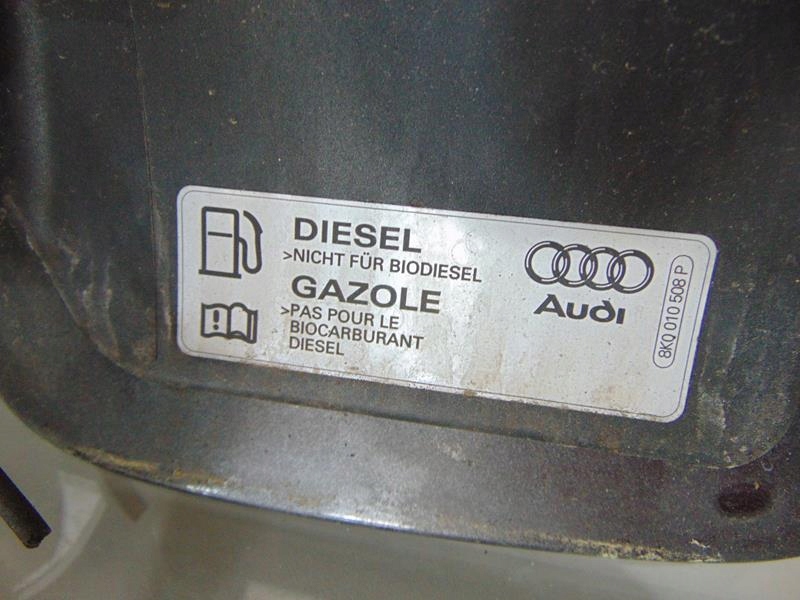 DIESEL
>NICHT FÜR BIODIESEL
GAZOLE
>PAS POUR LE
BIOCARBURANT
DIESEL
Audi
8K0 010 508 P